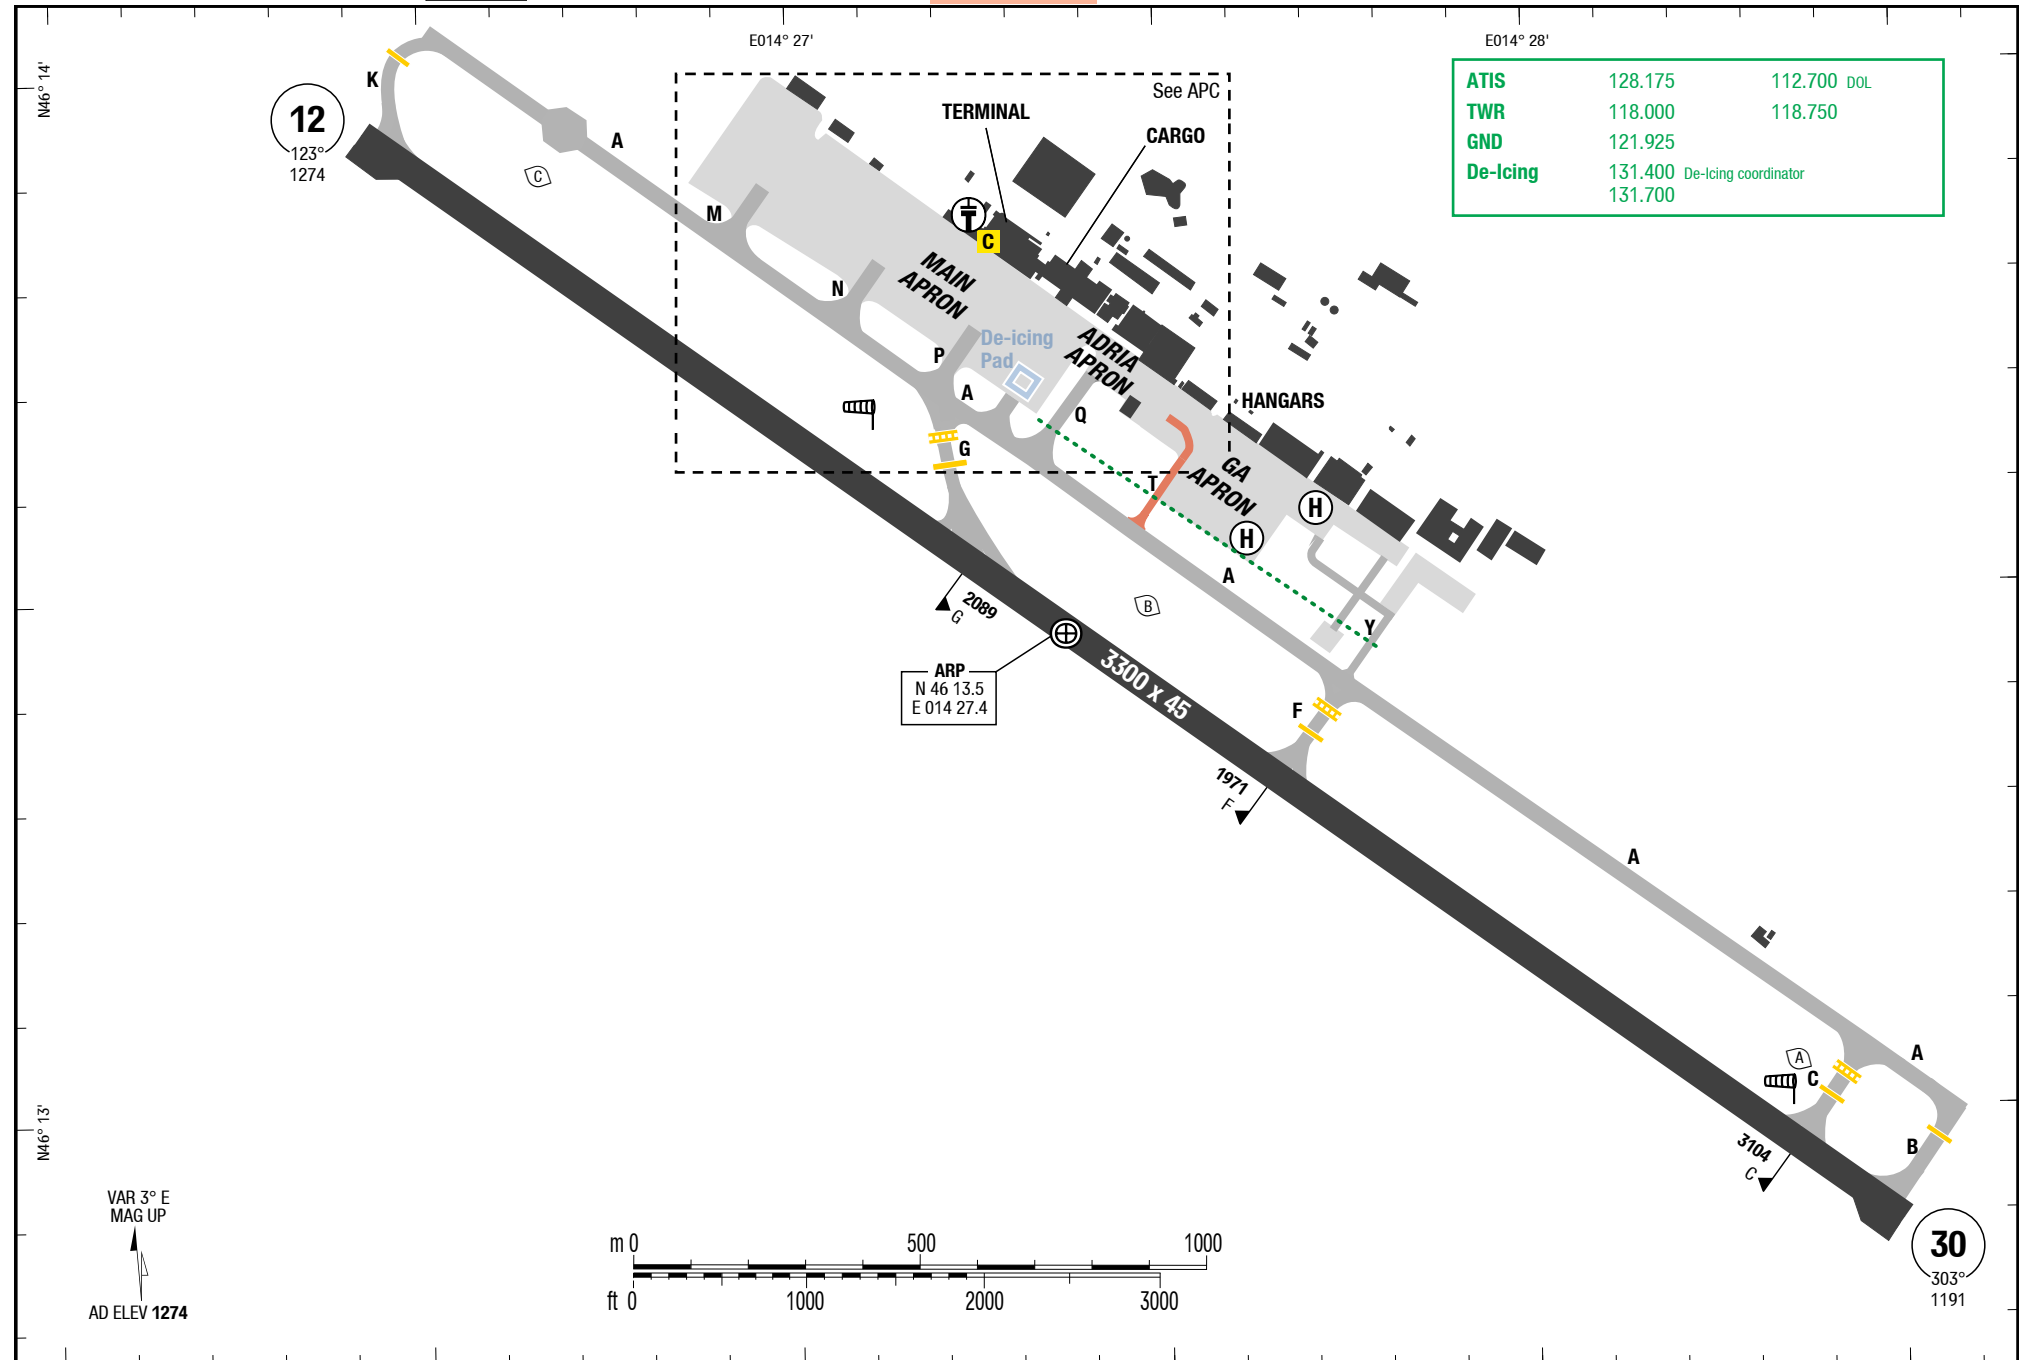 E014° 27'
E014° 28'
N46° 14'
See APC
ATIS 128.175 112.700 DOL
TWR 118.000 118.750
GND 121.925
De-Icing 131.400 De-Icing coordinator
131.700
K
12
123°
1274
A
C
TERMINAL
CARGO
M
C
N
MAIN
APRON
P
De-icing
Pad
ADRIA
APRON
A
Q
HANGARS
G
T
GA
APRON
H
H
A
B
2089
G
Y
ARP
N 46 13.5
E 014 27.4
3300 x 45
F
1971
F
A
A
A
C
B
3104
C
N46° 13'
30
303°
1191
VAR 3° E
MAG UP
AD ELEV 1274
m 0 500 1000
ft 0 1000 2000 3000